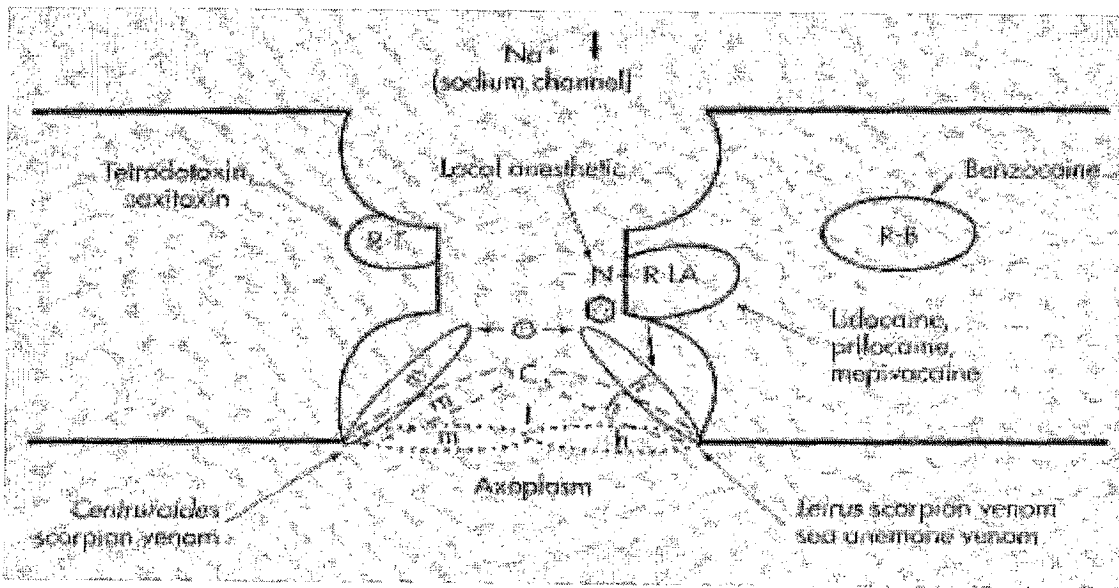 Na+
(sodium channel)
Tetrodotoxin,
saxitoxin
Local anesthetic
Benzocaine
R-T
N
R-LA
R-B
Lidocaine,
prilocaine,
mepivacaine
O
C
m
I
m
h
Axoplasm
Centruroides
scorpion venom
Leirus scorpion venom
sea anemone venom